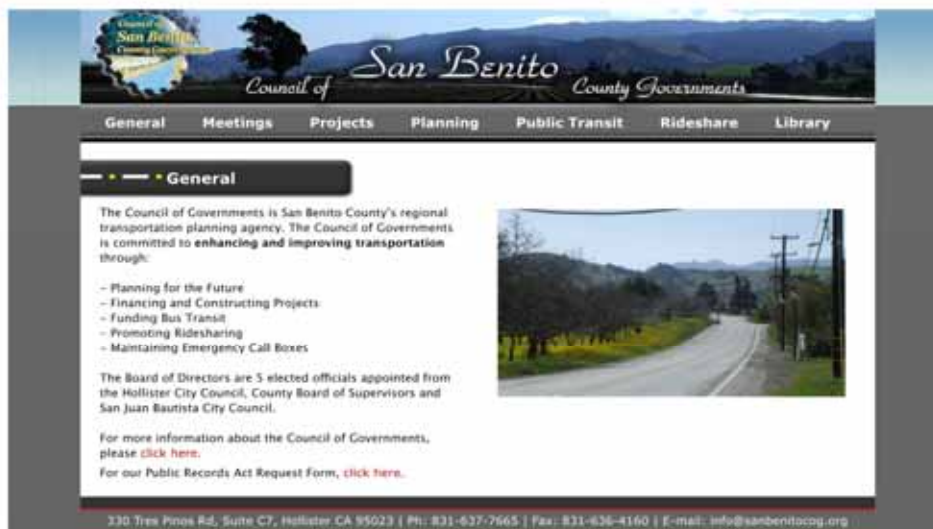 Council of
San Benito
County Governments
Council of San Benito County Governments
General Meetings Projects Planning Public Transit Rideshare Library
General
The Council of Governments is San Benito County's regional
transportation planning agency. The Council of Governments
is committed to enhancing and improving transportation
through:
- Planning for the Future
- Financing and Constructing Projects
- Funding Bus Transit
- Promoting Ridesharing
- Maintaining Emergency Call Boxes
The Board of Directors are 5 elected officials appointed from
the Hollister City Council, County Board of Supervisors and
San Juan Bautista City Council.
For more information about the Council of Governments,
please click here.
For our Public Records Act Request Form, click here.
330 Tres Pinos Rd, Suite C7, Hollister CA 95023 | Ph: 831-637-7665 | Fax: 831-636-4160 | E-mail: info@sanbenitocog.org